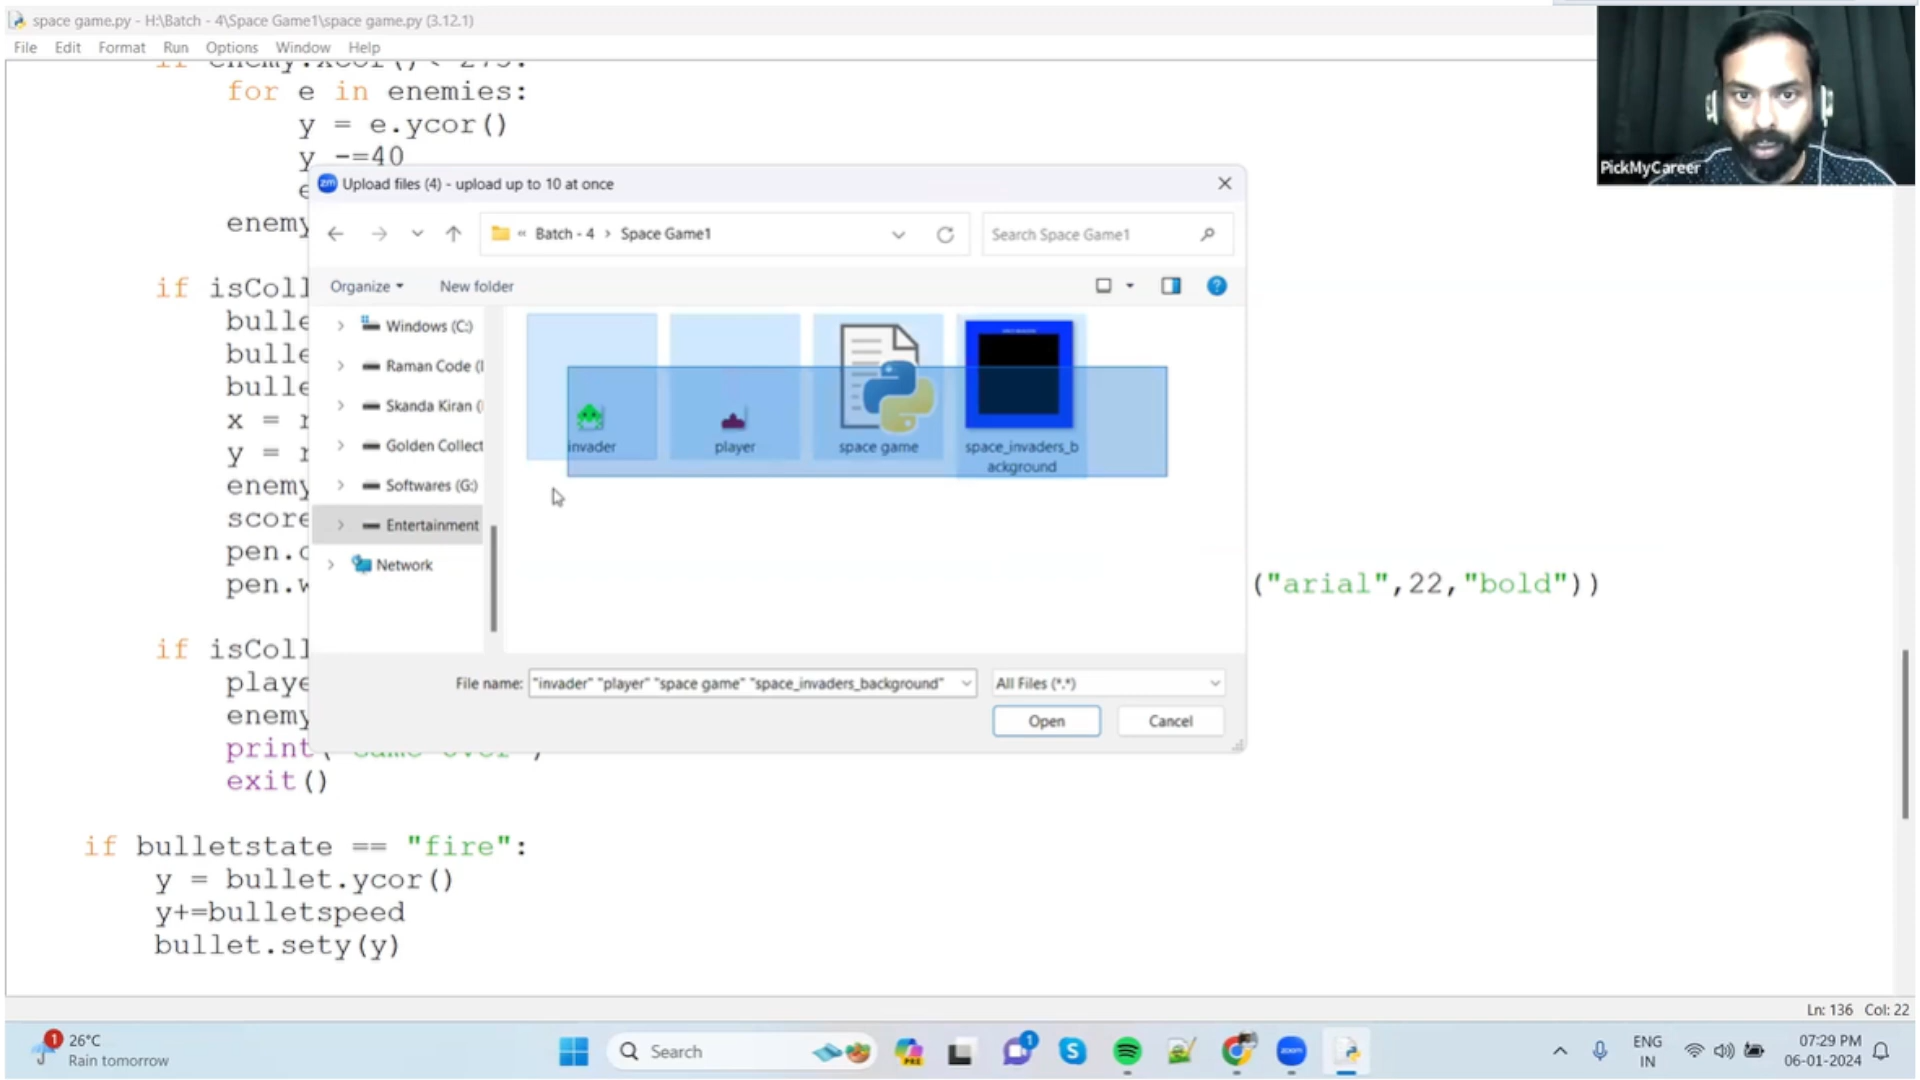 space game.py - H:\Batch - 4\Space Game1\space game.py (3.12.1)
File Edit Format Run Options Window Help
for e in enemies:
y = e.ycor()
y -=40
enemy
if isColl
bulle
bulle
bulle
x =
y =
enemy
score
pen.
pen.
("arial",22,"bold"))
if isColl
playe
enemy
print(
exit()
if bulletstate == "fire":
y = bullet.ycor()
y+=bulletspeed
bullet.sety(y)
PickMyCareer
zm Upload files (4) - upload up to 10 at once
« Batch - 4 > Space Game1
Search Space Game1
Organize New folder
Windows (C:)
Raman Code (
Skanda Kiran (
Golden Collect
Softwares (G:)
Entertainment
Network
invader
player
space game
space_invaders_b
ackground
File name: "invader" "player" "space game" "space_invaders_background"
All Files (*.*)
Open Cancel
Ln: 136 Col: 22
1
26°C
Rain tomorrow
Search
PRE
1
zoom
ENG
IN
07:29 PM
06-01-2024